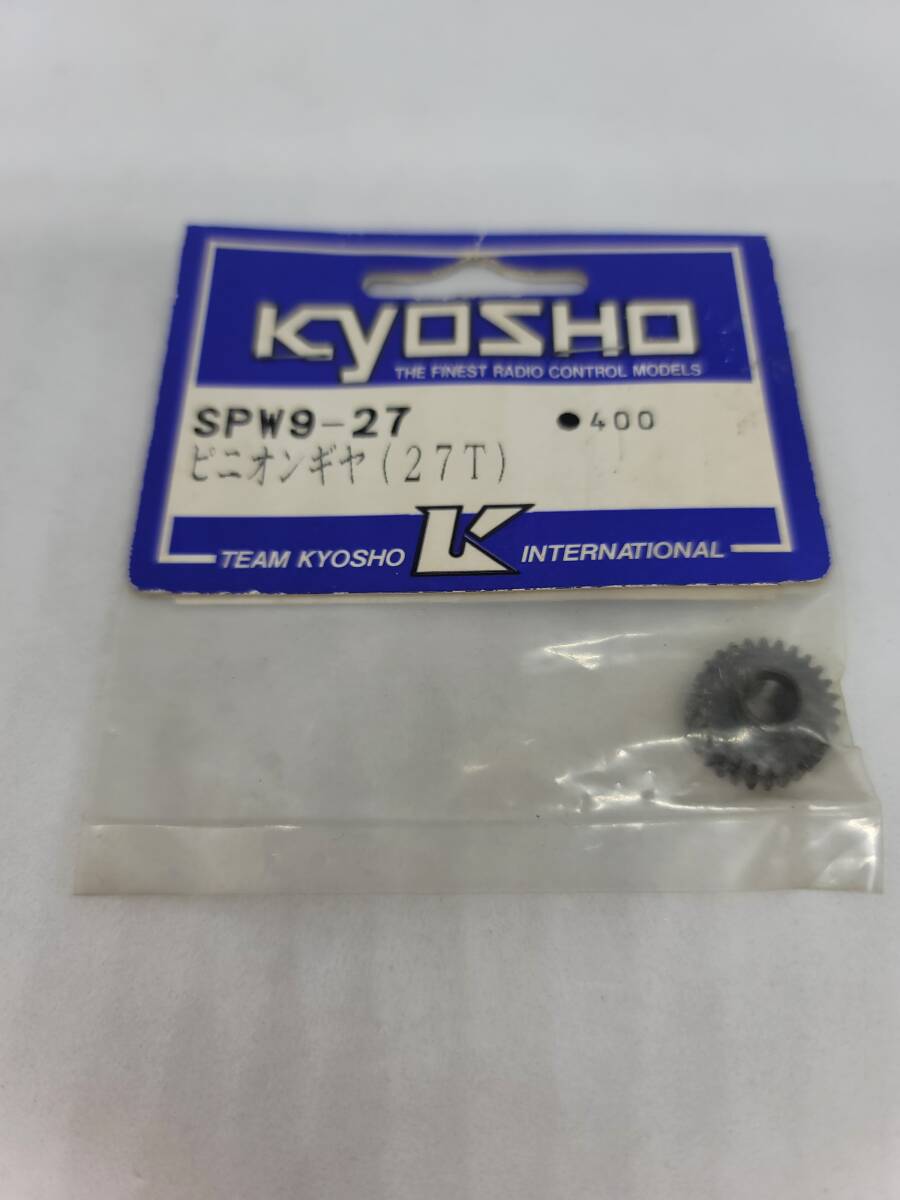 KYOSHO
THE FINEST RADIO CONTROL MODELS
SPW9-27 ●400
ピニオンギヤ(27T)
TEAM KYOSHO K INTERNATIONAL